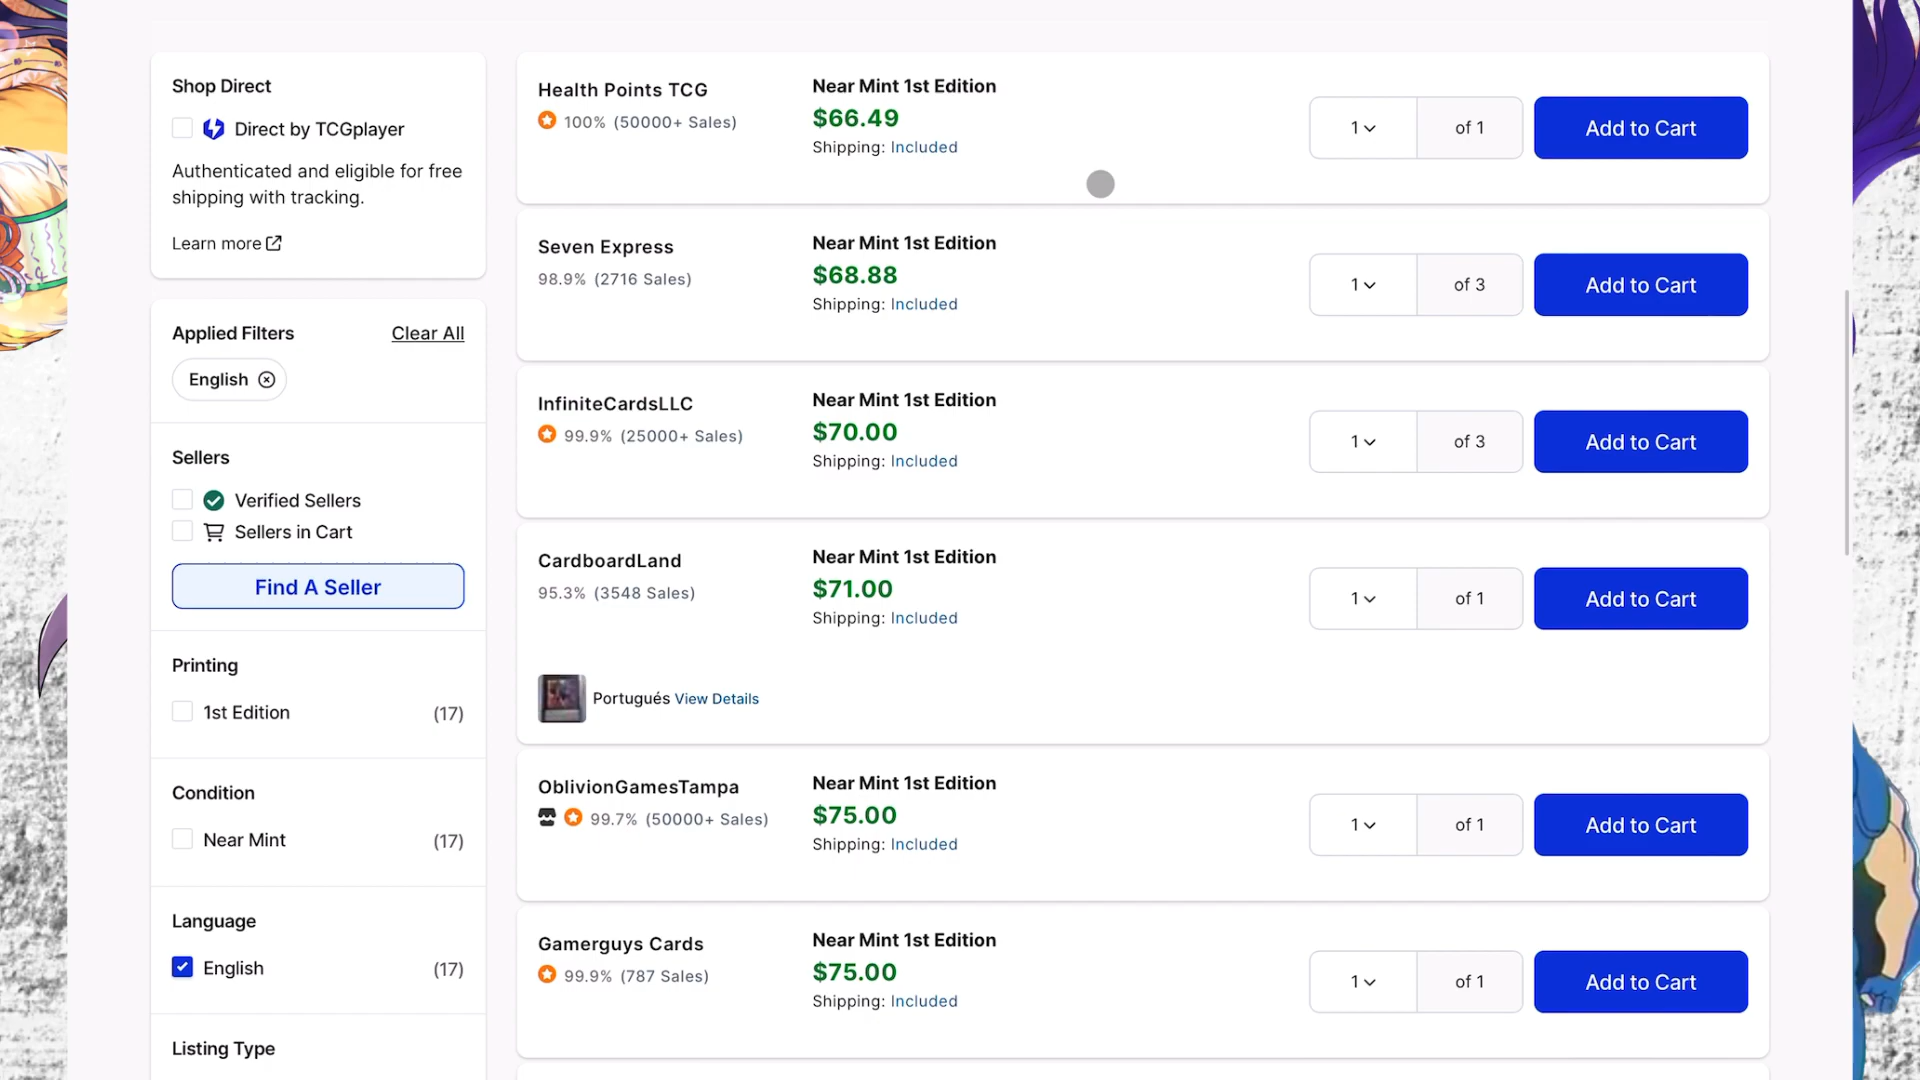 Shop Direct
Direct by TCGplayer
Authenticated and eligible for free
shipping with tracking.
Learn more
Applied Filters
Clear All
English
Sellers
Verified Sellers
Sellers in Cart
Find A Seller
Printing
1st Edition (17)
Condition
Near Mint (17)
Language
English (17)
Listing Type
Health Points TCG
100% (50000+ Sales)
Near Mint 1st Edition
$66.49
Shipping: Included
1 of 1
Add to Cart
Seven Express
98.9% (2716 Sales)
Near Mint 1st Edition
$68.88
Shipping: Included
1 of 3
Add to Cart
InfiniteCardsLLC
99.9% (25000+ Sales)
Near Mint 1st Edition
$70.00
Shipping: Included
1 of 3
Add to Cart
CardboardLand
95.3% (3548 Sales)
Near Mint 1st Edition
$71.00
Shipping: Included
1 of 1
Add to Cart
Portugués View Details
OblivionGamesTampa
99.7% (50000+ Sales)
Near Mint 1st Edition
$75.00
Shipping: Included
1 of 1
Add to Cart
Gamerguys Cards
99.9% (787 Sales)
Near Mint 1st Edition
$75.00
Shipping: Included
1 of 1
Add to Cart